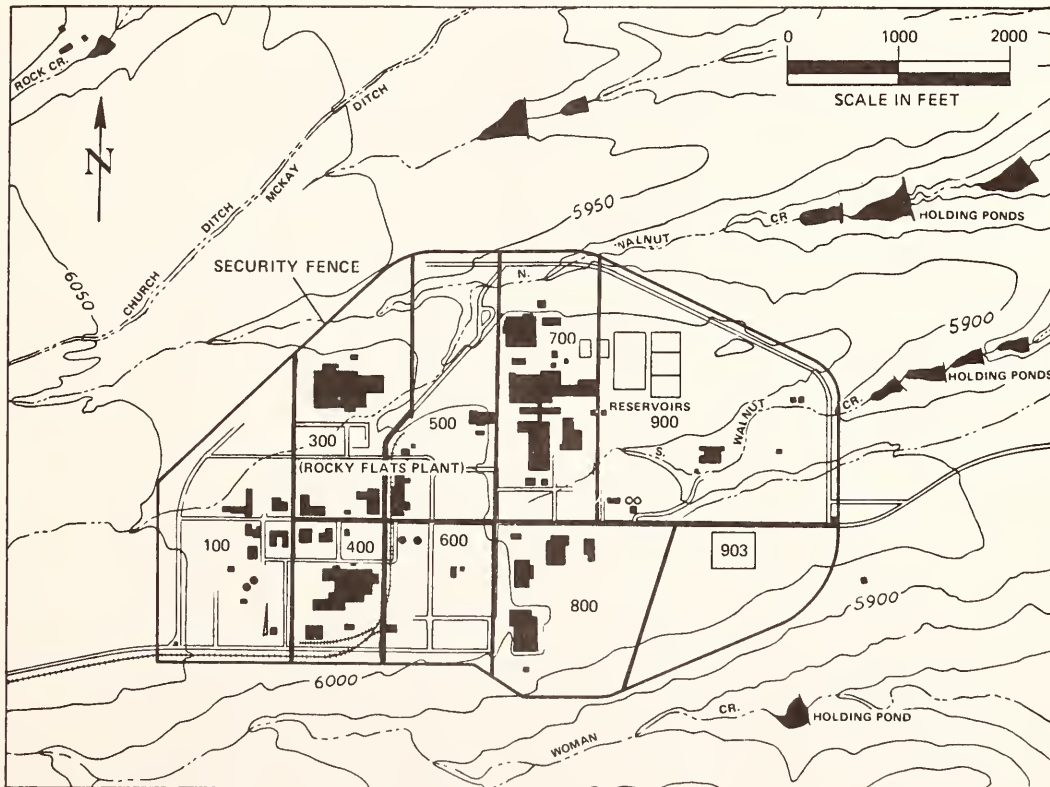 0 1000 2000
SCALE IN FEET
ROCK CR.
N
DITCH
MCKAY
DITCH
CHURCH
5950
WALNUT
N.
CR
HOLDING PONDS
SECURITY FENCE
6050
5900
700
HOLDING PONDS
CR.
RESERVOIRS
900
WALNUT
S.
500
300
(ROCKY FLATS PLANT)
100
400
600
903
800
5900
6000
CR.
HOLDING POND
WOMAN